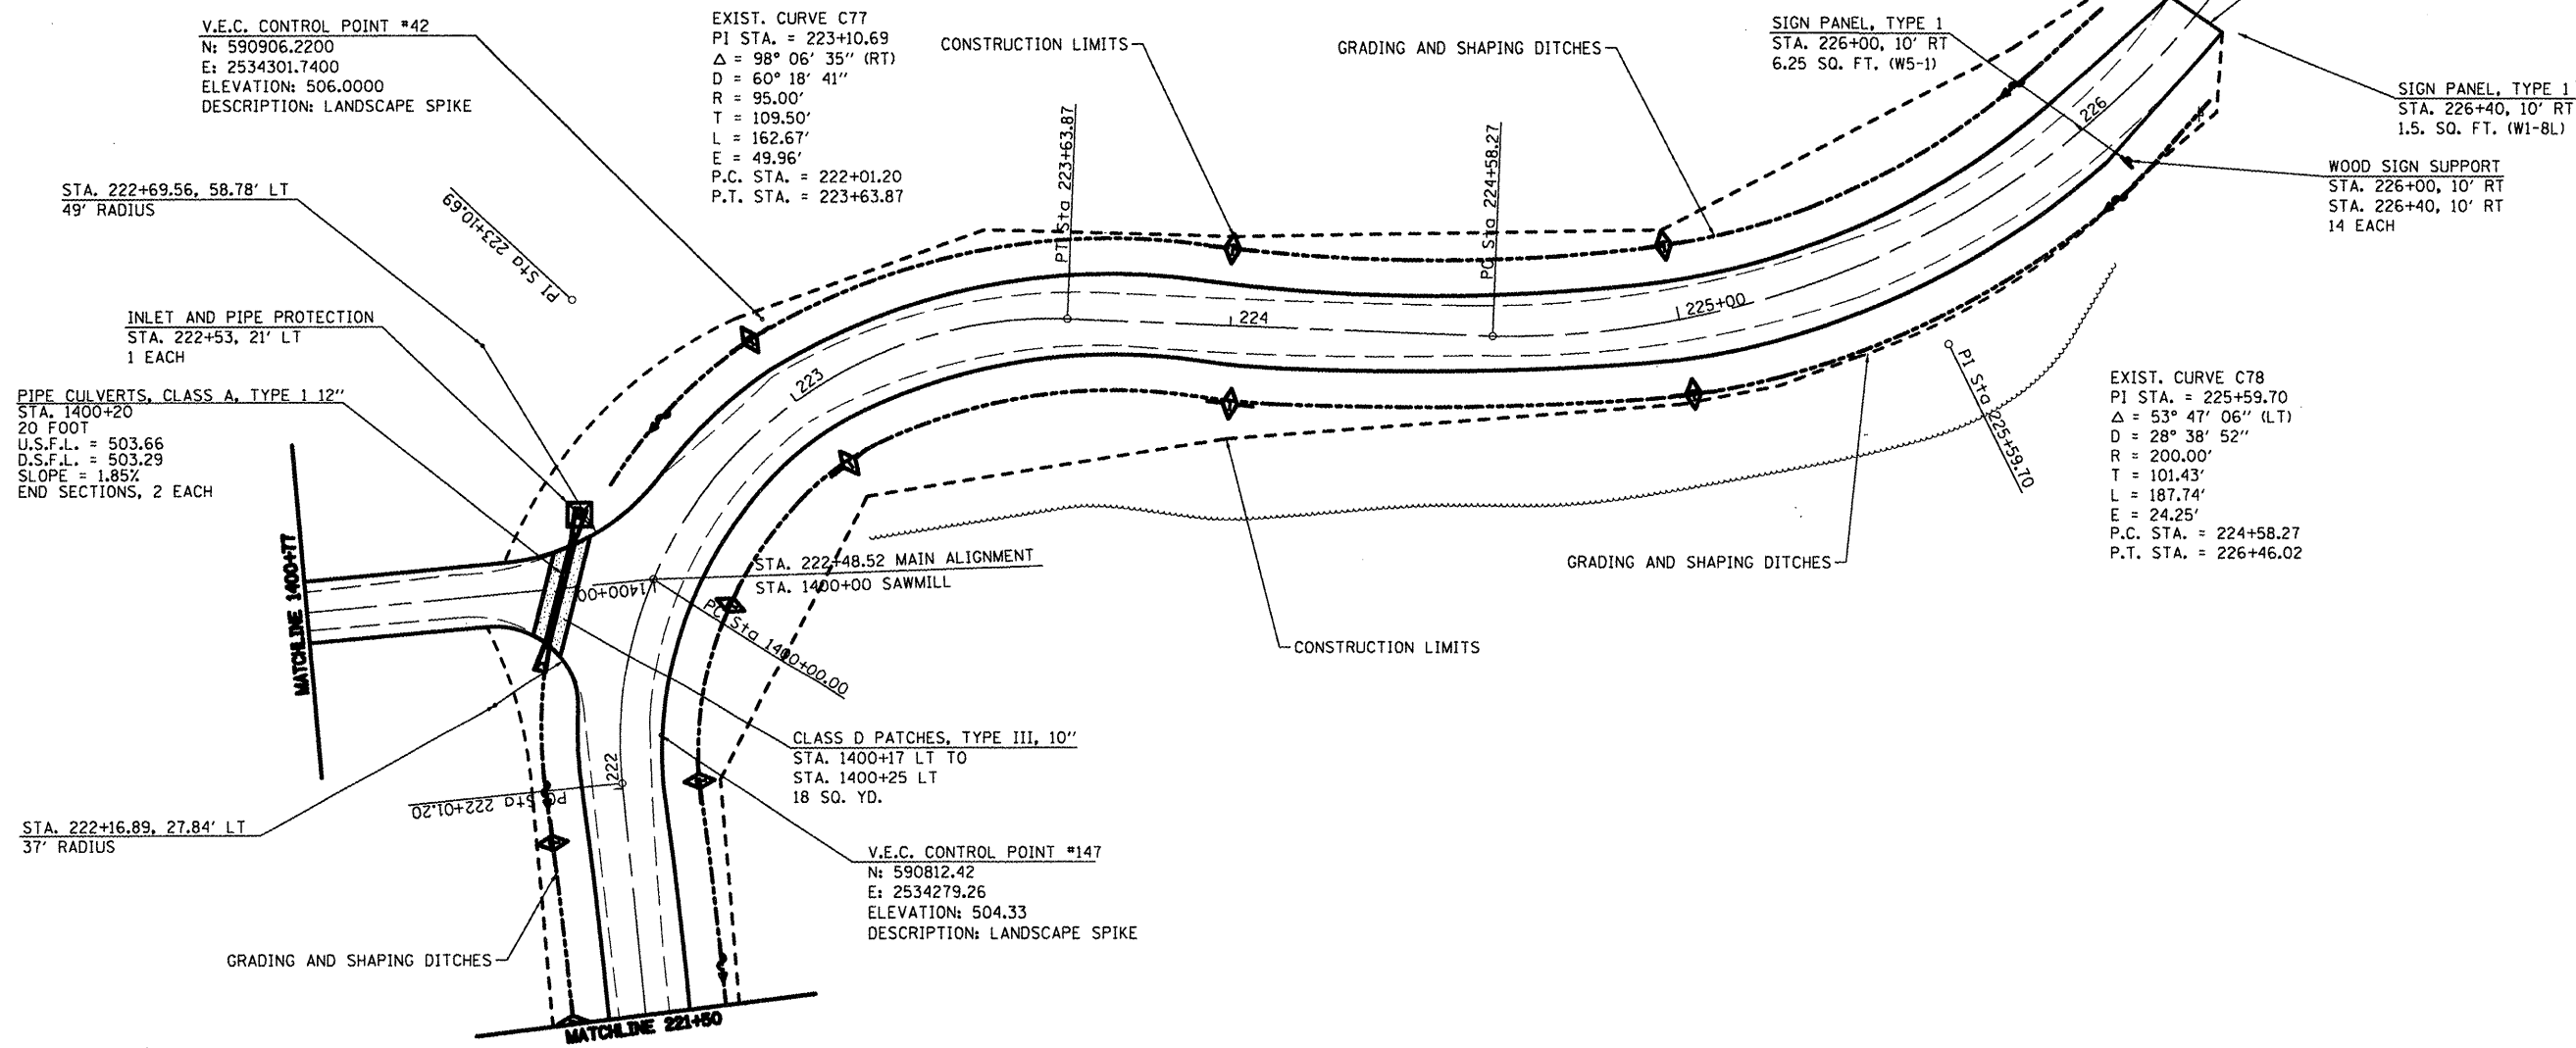 V.E.C. CONTROL POINT #42
N: 590906.2200
E: 2534301.7400
ELEVATION: 506.0000
DESCRIPTION: LANDSCAPE SPIKE
EXIST. CURVE C77
PI STA. = 223+10.69
Δ = 98° 06' 35" (RT)
D = 60° 18' 41"
R = 95.00'
T = 109.50'
L = 162.67'
E = 49.96'
P.C. STA. = 222+01.20
P.T. STA. = 223+63.87
CONSTRUCTION LIMITS
GRADING AND SHAPING DITCHES
SIGN PANEL, TYPE 1
STA. 226+00, 10' RT
6.25 SQ. FT. (W5-1)
SIGN PANEL, TYPE 1
STA. 226+40, 10' RT
1.5. SQ. FT. (W1-8L)
WOOD SIGN SUPPORT
STA. 226+00, 10' RT
STA. 226+40, 10' RT
14 EACH
STA. 222+69.56, 58.78' LT
49' RADIUS
PI Sta 223+10.69
PT Sta 223+63.87
PC Sta 224+58.27
226
225+00
224
223
INLET AND PIPE PROTECTION
STA. 222+53, 21' LT
1 EACH
PIPE CULVERTS, CLASS A, TYPE 1 12"
STA. 1400+20
20 FOOT
U.S.F.L. = 503.66
D.S.F.L. = 503.29
SLOPE = 1.85%
END SECTIONS, 2 EACH
PI Sta 225+59.70
EXIST. CURVE C78
PI STA. = 225+59.70
Δ = 53° 47' 06" (LT)
D = 28° 38' 52"
R = 200.00'
T = 101.43'
L = 187.74'
E = 24.25'
P.C. STA. = 224+58.27
P.T. STA. = 226+46.02
GRADING AND SHAPING DITCHES
MATCHLINE 1400+77
STA. 222+48.52 MAIN ALIGNMENT
STA. 1400+00 SAWMILL
1400+00
PC Sta 1400+00.00
CONSTRUCTION LIMITS
CLASS D PATCHES, TYPE III, 10"
STA. 1400+17 LT TO
STA. 1400+25 LT
18 SQ. YD.
222
PC Sta 222+01.20
STA. 222+16.89, 27.84' LT
37' RADIUS
V.E.C. CONTROL POINT #147
N: 590812.42
E: 2534279.26
ELEVATION: 504.33
DESCRIPTION: LANDSCAPE SPIKE
GRADING AND SHAPING DITCHES
MATCHLINE 221+50